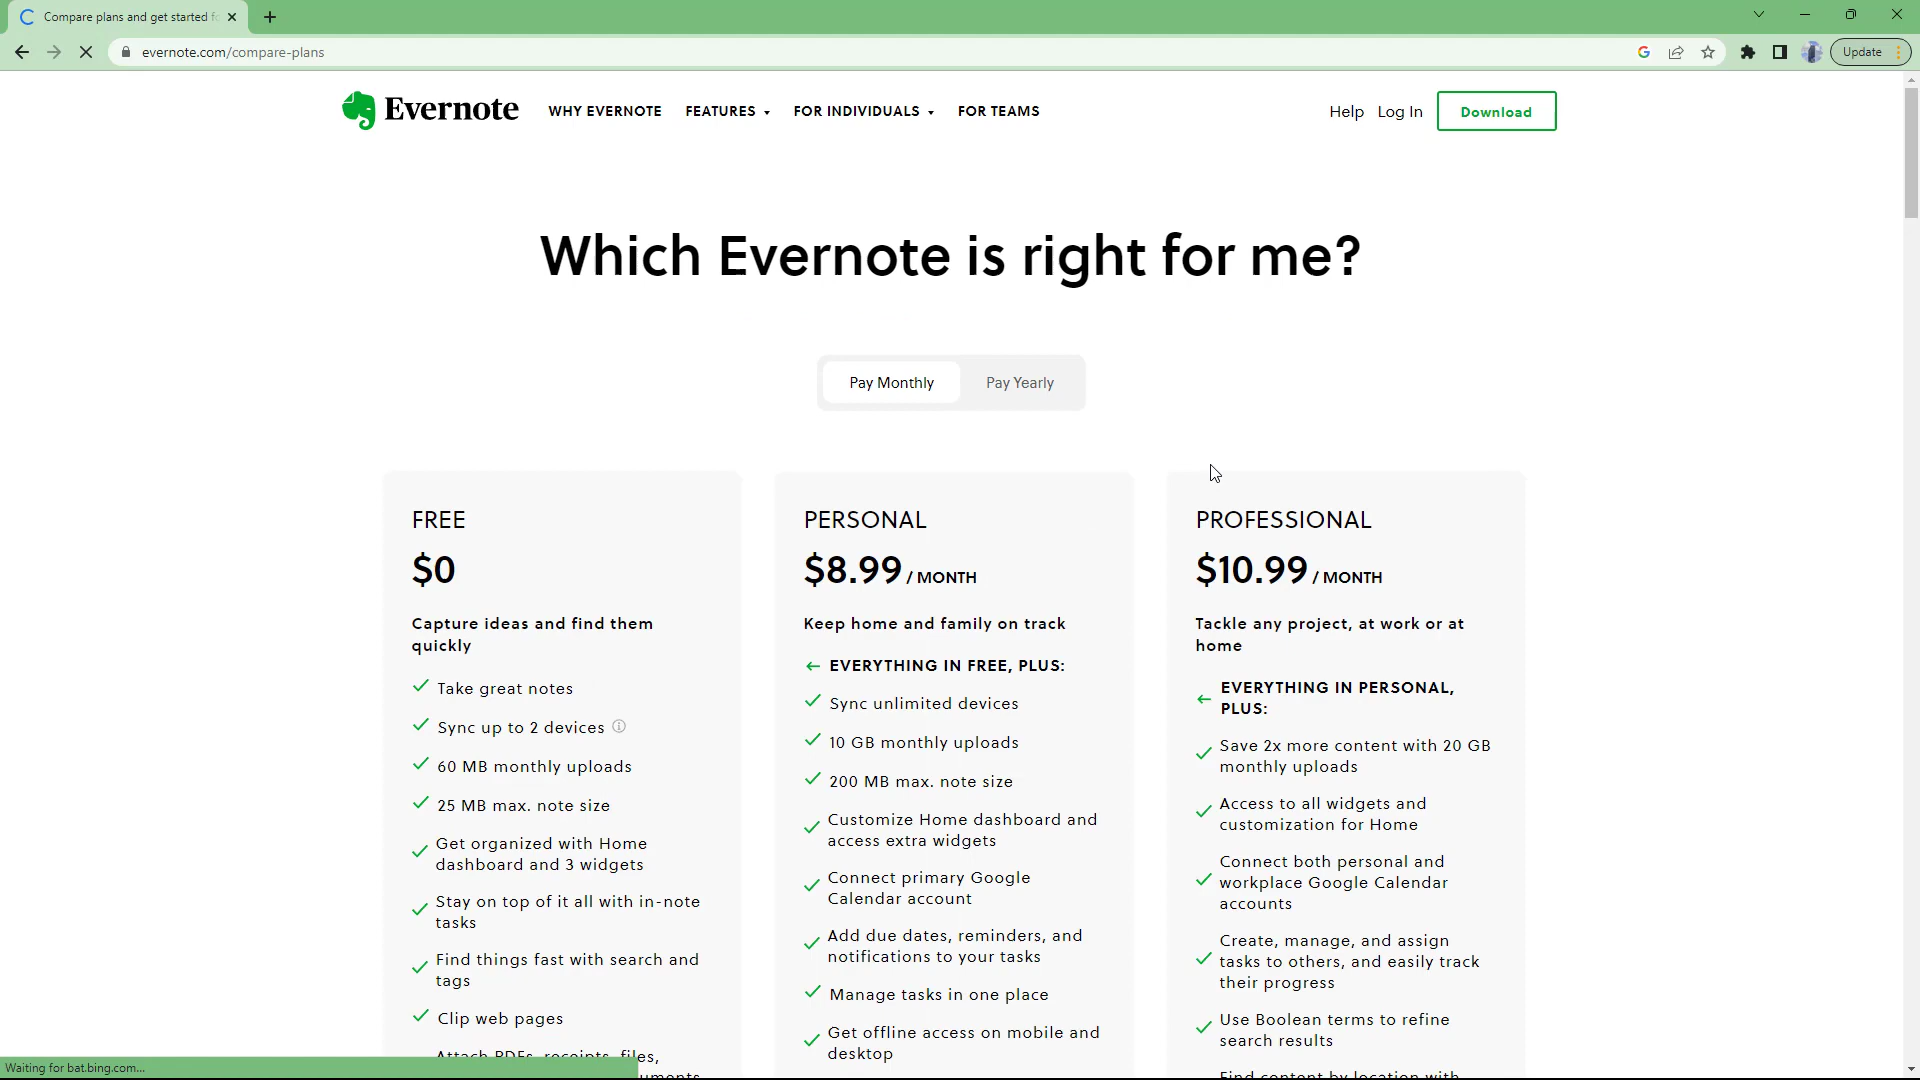 Compare plans and get started fo
evernote.com/compare-plans
Update
Evernote
WHY EVERNOTE
FEATURES
FOR INDIVIDUALS
FOR TEAMS
Help
Log In
Download
Which Evernote is right for me?
Pay Monthly
Pay Yearly
FREE
$0
Capture ideas and find them
quickly
Take great notes
Sync up to 2 devices
60 MB monthly uploads
25 MB max. note size
Get organized with Home
dashboard and 3 widgets
Stay on top of it all with in-note
tasks
Find things fast with search and
tags
Clip web pages
Attach PDFs, receipts, files,
PERSONAL
$8.99 / MONTH
Keep home and family on track
EVERYTHING IN FREE, PLUS:
Sync unlimited devices
10 GB monthly uploads
200 MB max. note size
Customize Home dashboard and
access extra widgets
Connect primary Google
Calendar account
Add due dates, reminders, and
notifications to your tasks
Manage tasks in one place
Get offline access on mobile and
desktop
PROFESSIONAL
$10.99 / MONTH
Tackle any project, at work or at
home
EVERYTHING IN PERSONAL,
PLUS:
Save 2x more content with 20 GB
monthly uploads
Access to all widgets and
customization for Home
Connect both personal and
workplace Google Calendar
accounts
Create, manage, and assign
tasks to others, and easily track
their progress
Use Boolean terms to refine
search results
Find content by location with
Waiting for bat.bing.com...